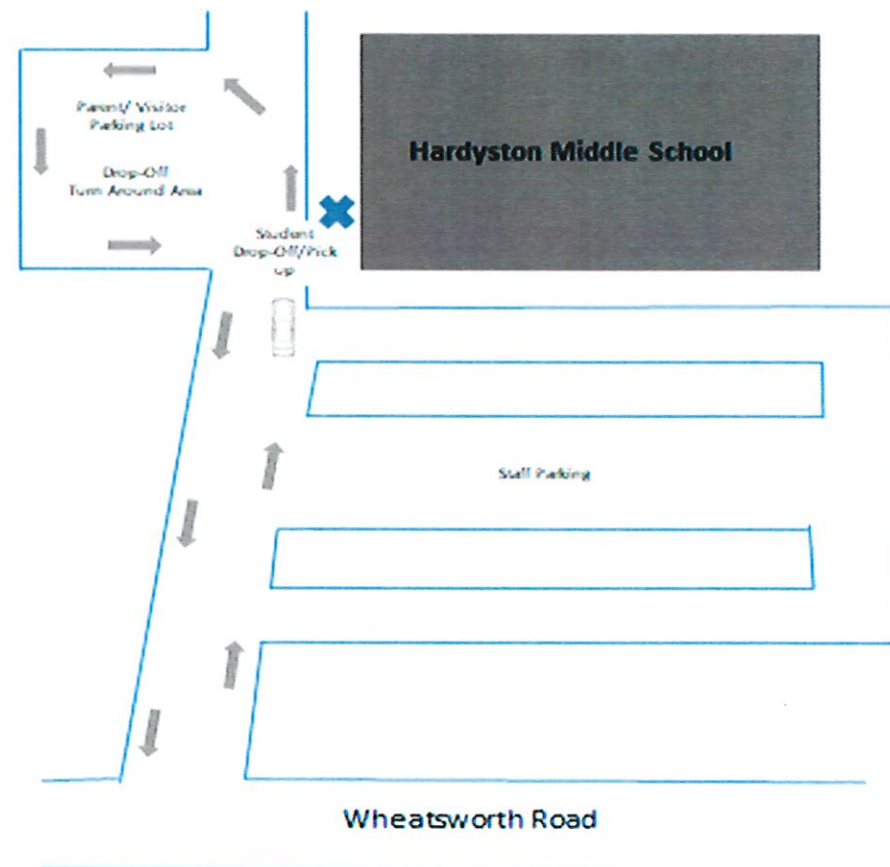 Parent/ Visitor
Parking Lot
Hardyston Middle School
Drop-Off
Turn Around Area
Student
Drop-Off/Pick
up
Staff Parking
Wheatsworth Road